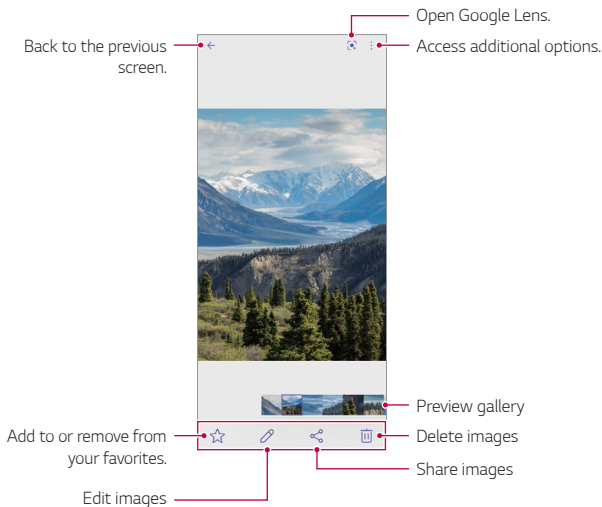 Open Google Lens.
Back to the previous
screen.
Access additional options.
Preview gallery
Add to or remove from
your favorites.
Delete images
Share images
Edit images